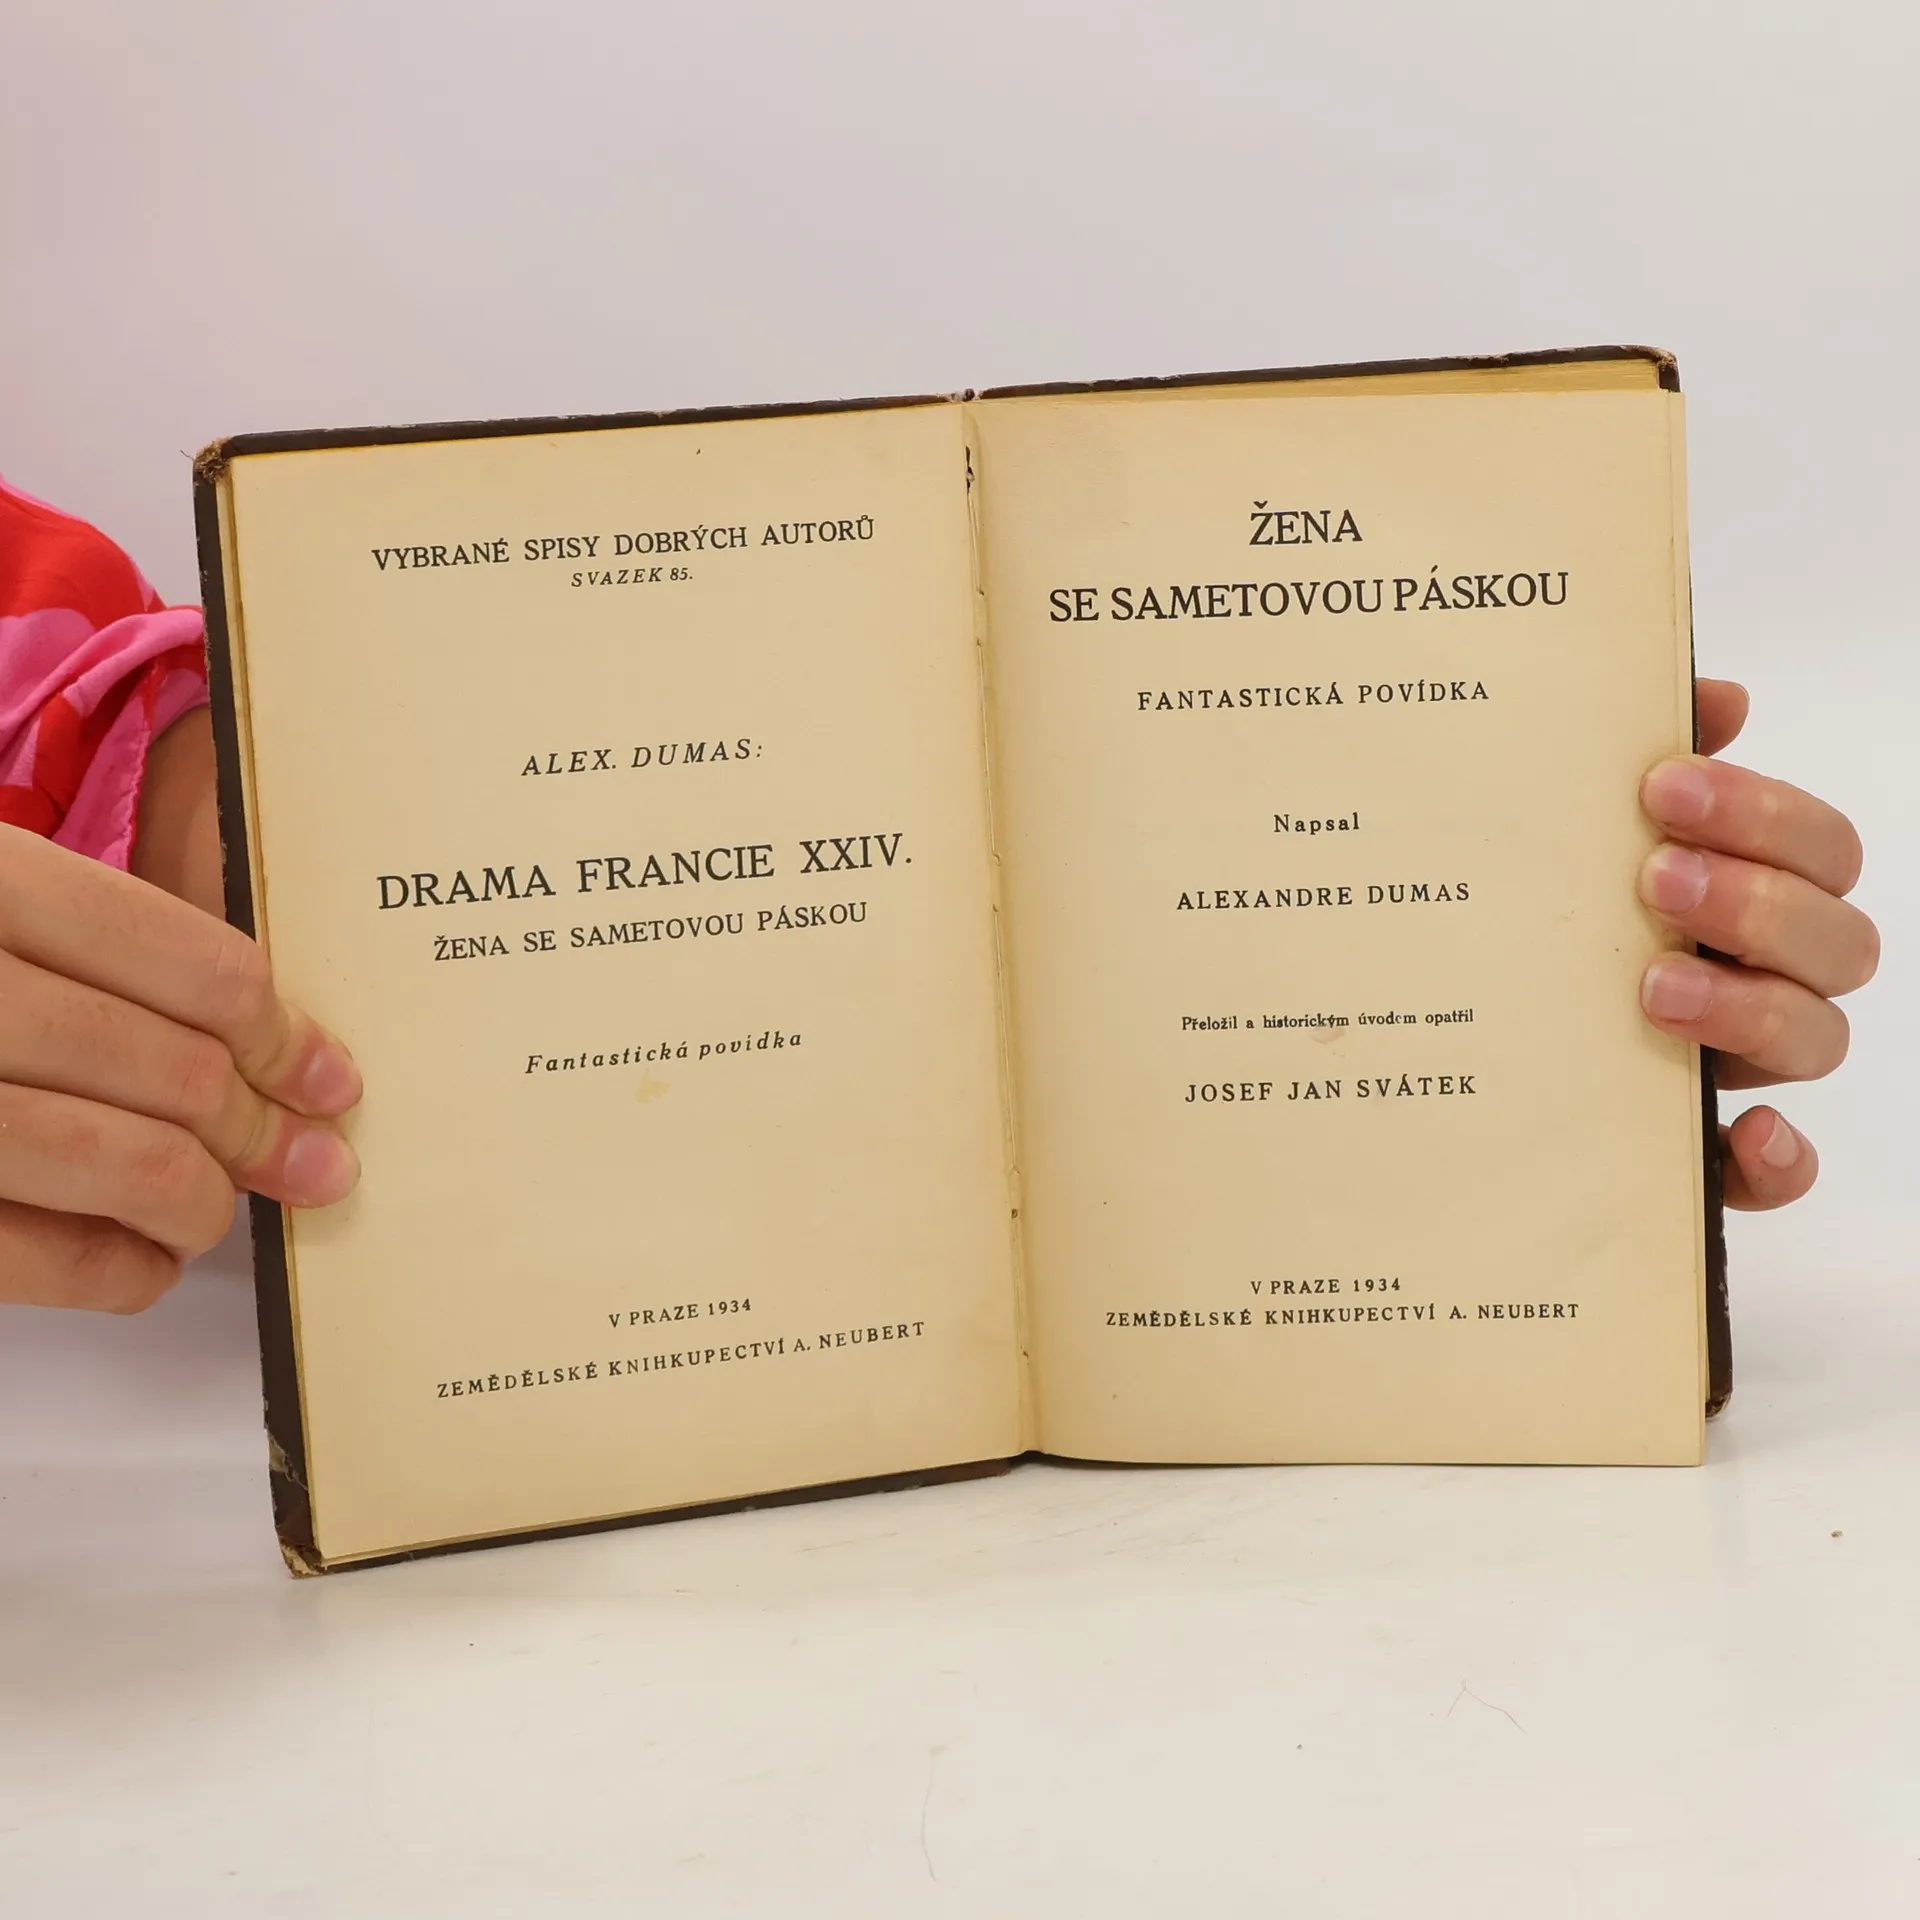 VYBRANÉ SPISY DOBRÝCH AUTORŮ
SVAZEK 85.
ALEX. DUMAS:
DRAMA FRANCIE XXIV.
ŽENA SE SAMETOVOU PÁSKOU
Fantastická povídka
V PRAZE 1934
ZEMĚDĚLSKÉ KNIHKUPECTVÍ A. NEUBERT
ŽENA
SE SAMETOVOU PÁSKOU
FANTASTICKÁ POVÍDKA
Napsal
ALEXANDRE DUMAS
Přeložil a historickým úvodem opatřil
JOSEF JAN SVÁTEK
V PRAZE 1934
ZEMĚDĚLSKÉ KNIHKUPECTVÍ A. NEUBERT